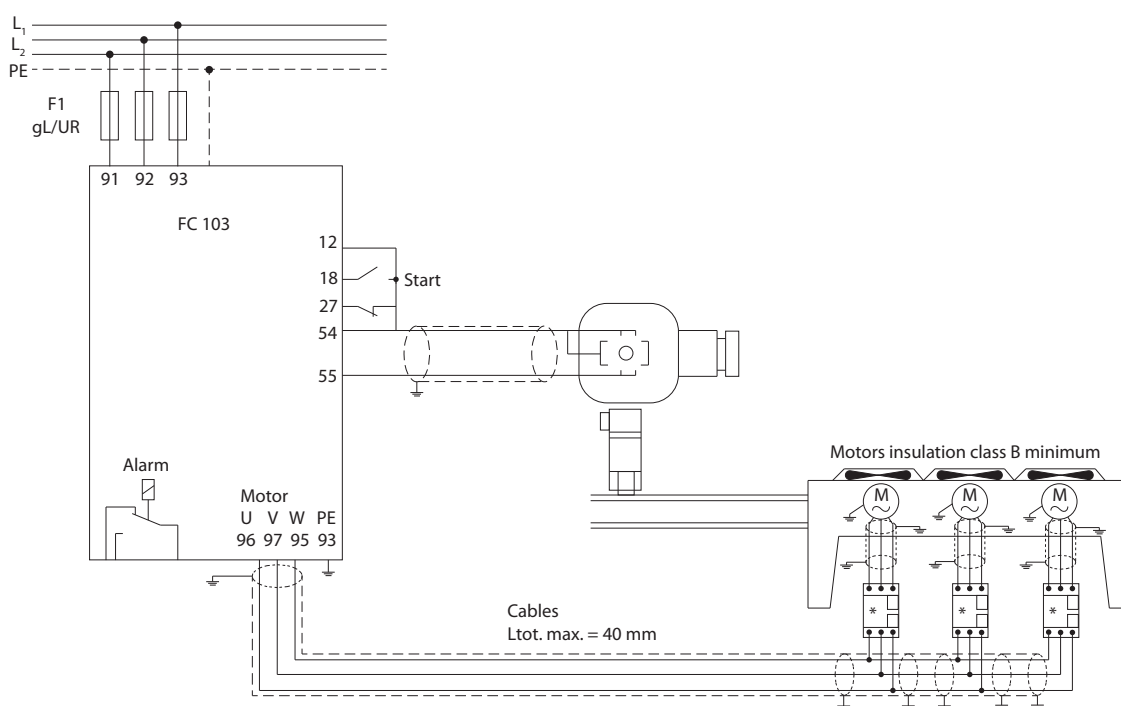 L1
L2
PE
F1
gL/UR
91 92 93
FC 103
12
18 Start
27
54
55
Alarm
Motor
U V W PE
96 97 95 93
Motors insulation class B minimum
M M M
* * *
Cables
Ltot. max. = 40 mm